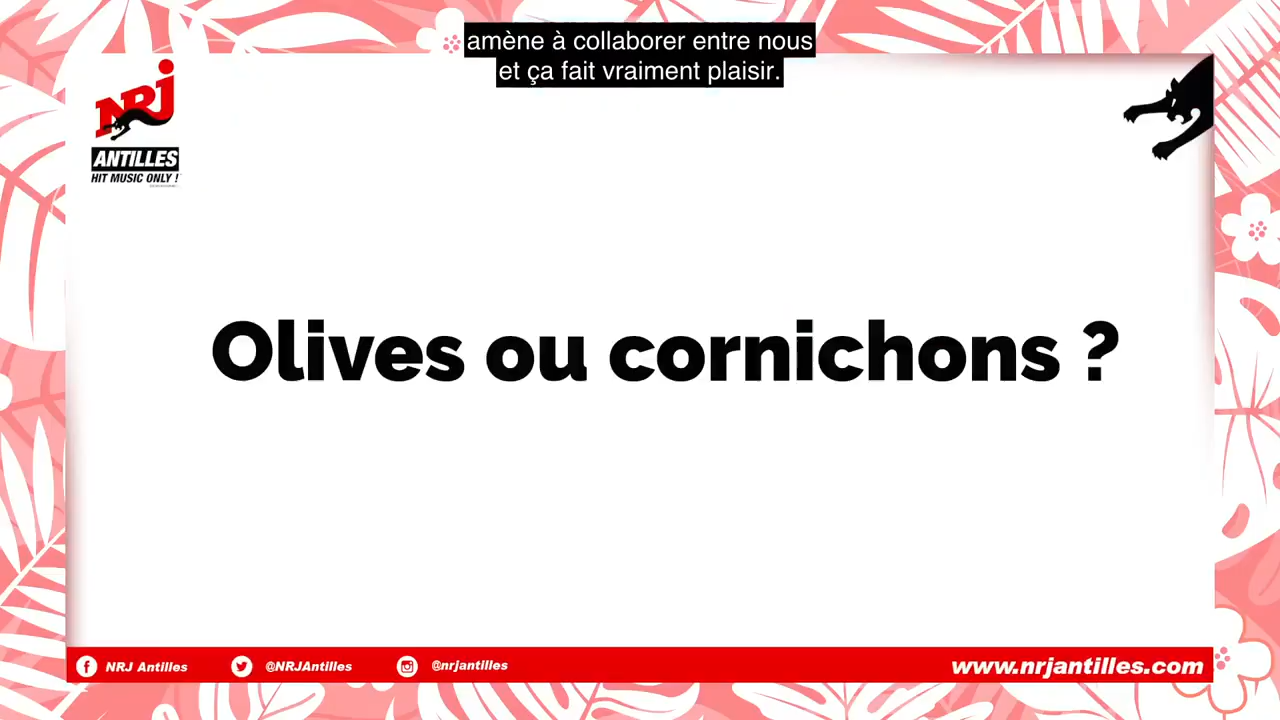 amène à collaborer entre nous
et ça fait vraiment plaisir.
NRJ
ANTILLES
HIT MUSIC ONLY !
Olives ou cornichons ?
NRJ Antilles
@NRJAntilles
@nrjantilles
www.nrjantilles.com